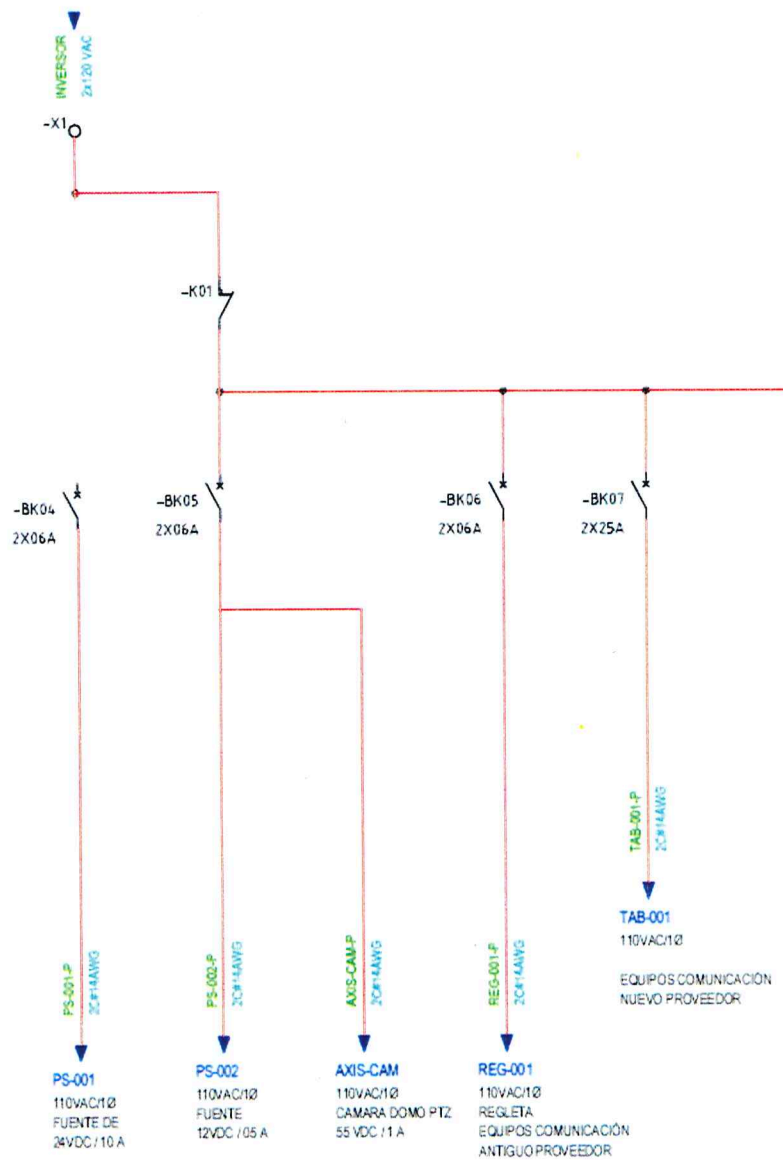 INVERSOR
2x120 VAC
-X1
-K01
-BK04
2X06A
-BK05
2X06A
-BK06
2X06A
-BK07
2X25A
TAB-001-P
2C#14AWG
TAB-001
110VAC/1Ø
EQUIPOS COMUNICACIÓN
NUEVO PROVEEDOR
PS-001-P
2C#14AWG
PS-002-P
2C#14AWG
AXIS-CAM-P
2C#14AWG
REG-001-P
2C#14AWG
PS-001
110VAC/1Ø
FUENTE DE
24VDC / 10 A
PS-002
110VAC/1Ø
FUENTE
12VDC / 05 A
AXIS-CAM
110VAC/1Ø
CAMARA DOMO PTZ
55 VDC / 1 A
REG-001
110VAC/1Ø
REGLETA
EQUIPOS COMUNICACIÓN
ANTIGUO PROVEEDOR